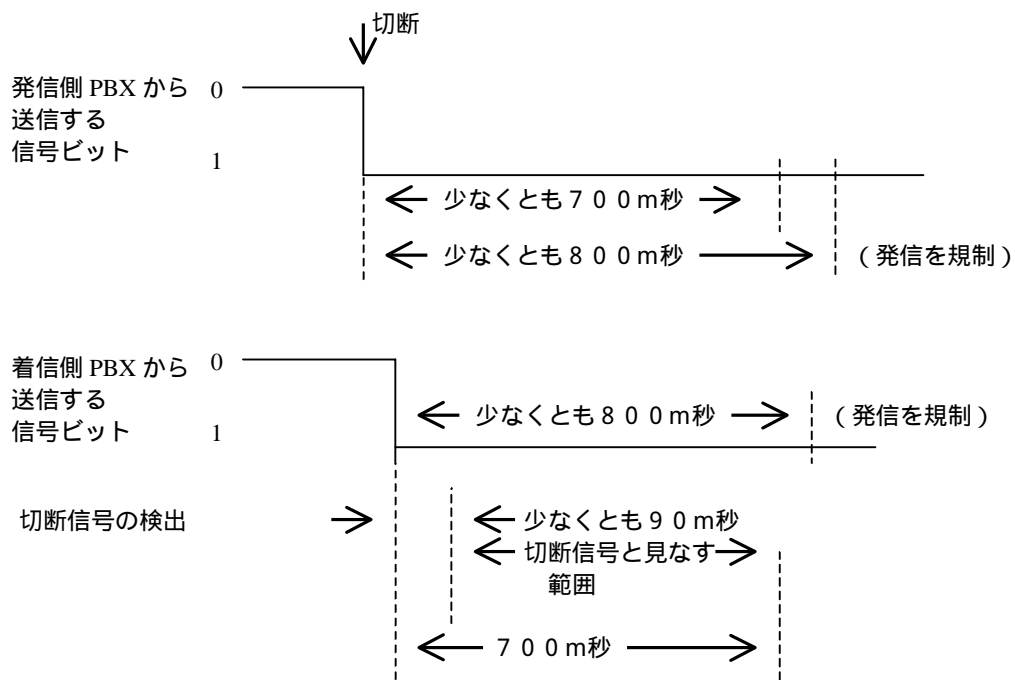 切断
発信側 PBX から 0
送信する
信号ビット 1
少なくとも７００m秒
少なくとも８００m秒 (発信を規制)
着信側 PBX から 0
送信する
信号ビット 1
少なくとも８００m秒 (発信を規制)
切断信号の検出 少なくとも９０m秒
切断信号と見なす
範囲
７００m秒